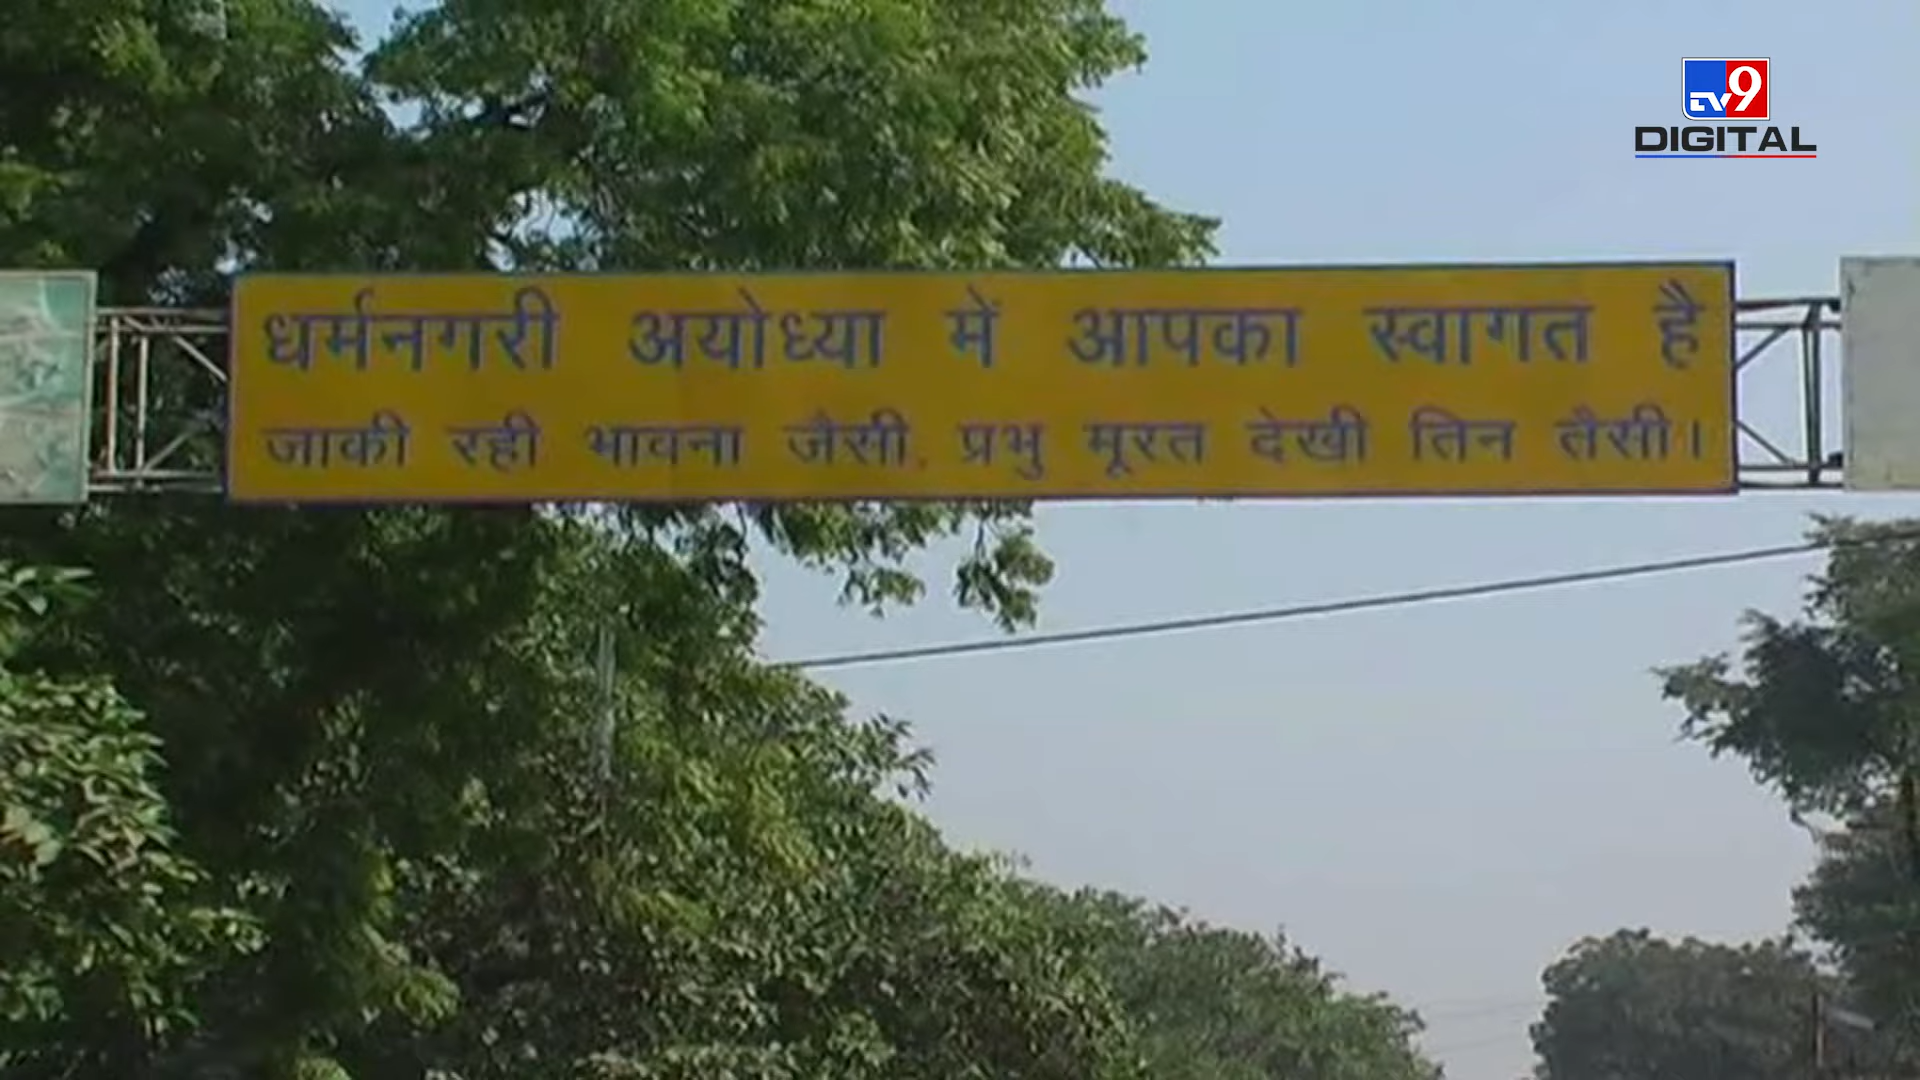 TV9
DIGITAL
धर्मनगरी अयोध्या में आपका स्वागत है
जाकी रही भावना जैसी, प्रभु मूरत देखी तिन तैसी।